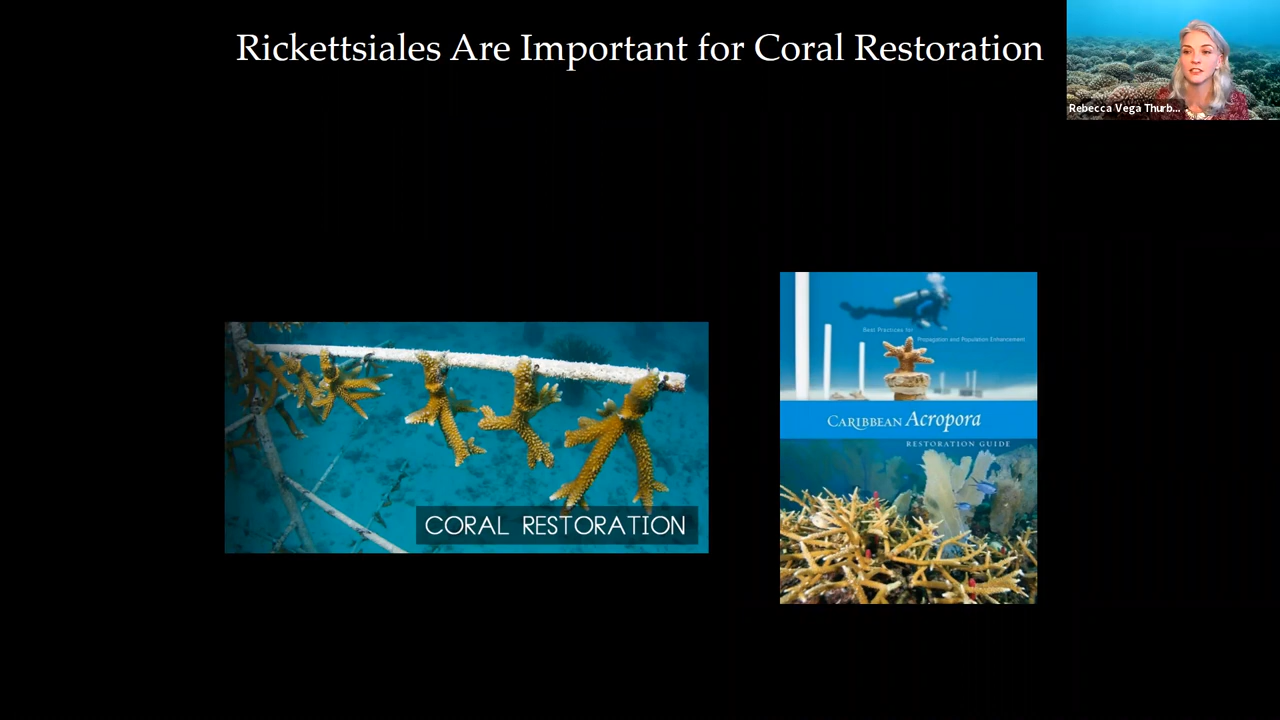 Rickettsiales Are Important for Coral Restoration
Rebecca Vega Thurb...
Best Practices for
Propagation and Population Enhancement
CARIBBEAN Acropora
RESTORATION GUIDE
CORAL RESTORATION